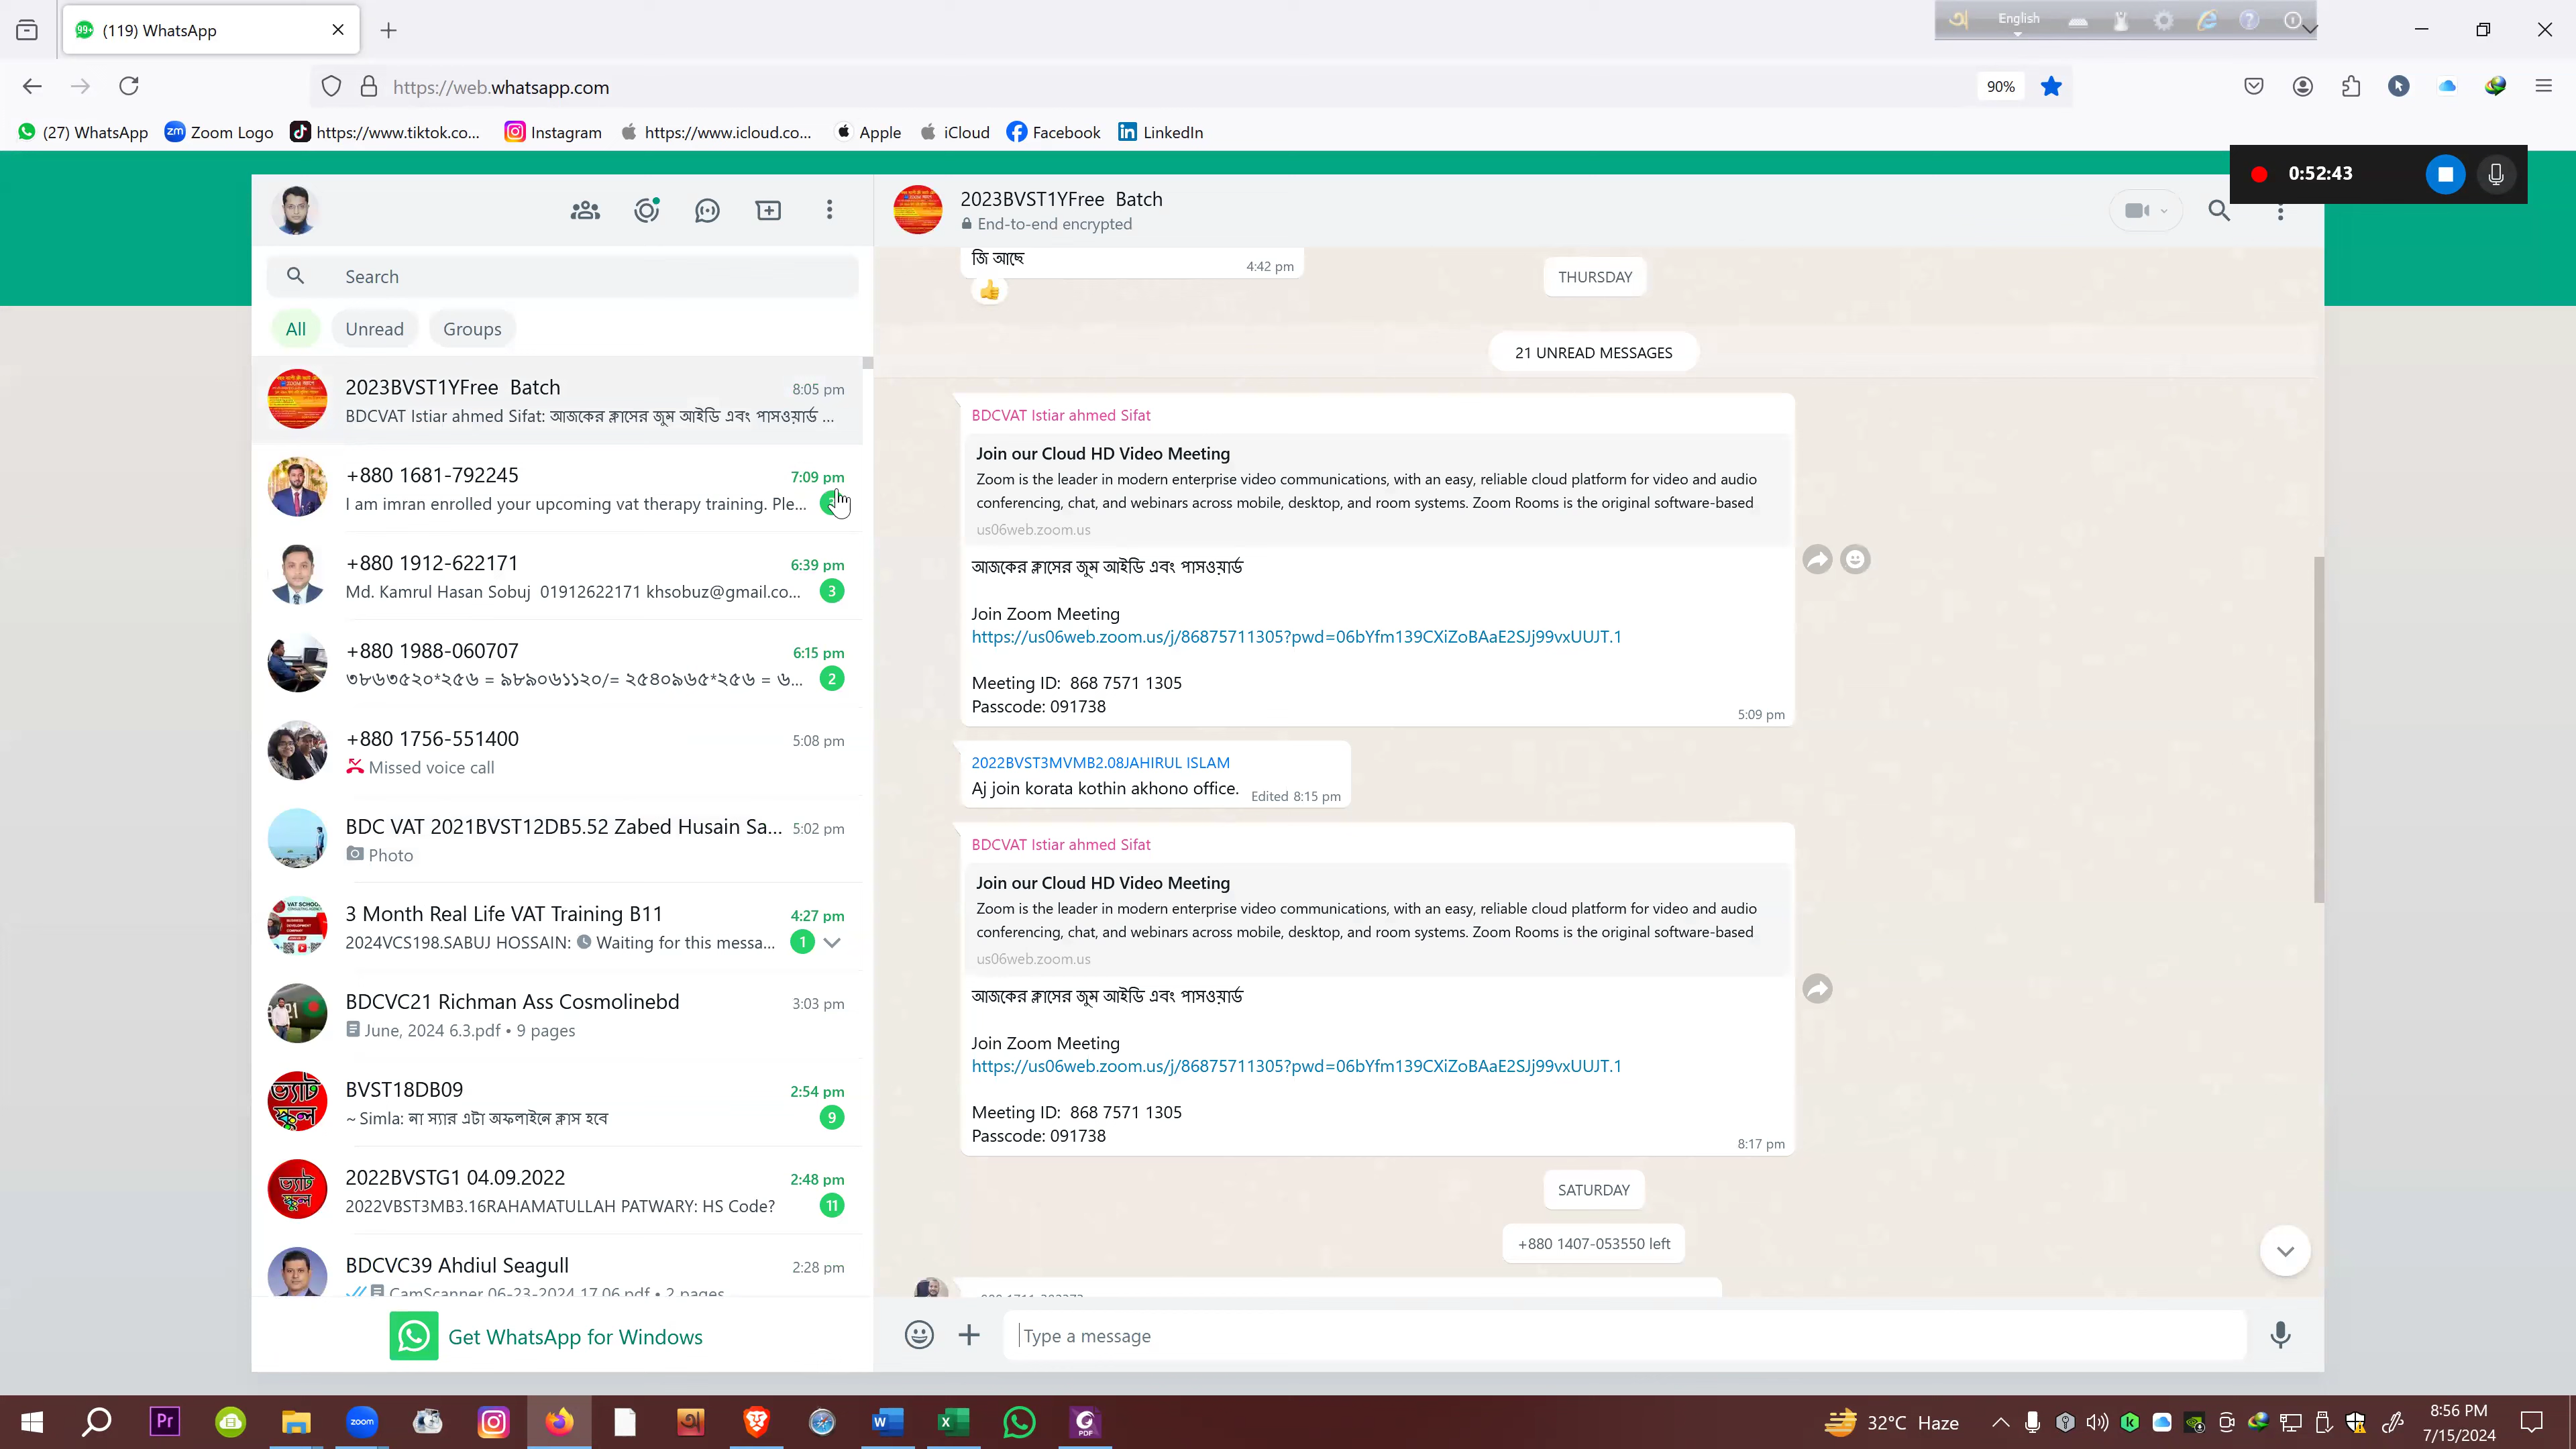 (119) WhatsApp
English
https://web.whatsapp.com
90%
(27) WhatsApp
Zoom Logo
https://www.tiktok.co...
Instagram
https://www.icloud.co...
Apple
iCloud
Facebook
LinkedIn
0:52:43
Search
All
Unread
Groups
2023BVST1YFree Batch
8:05 pm
BDCVAT Istiar ahmed Sifat: আজকের ক্লাসের জুম আইডি এবং পাসওয়ার্ড ...
+880 1681-792245
7:09 pm
I am imran enrolled your upcoming vat therapy training. Ple...
+880 1912-622171
6:39 pm
Md. Kamrul Hasan Sobuj 01912622171 khsobuz@gmail.co...
3
+880 1988-060707
6:15 pm
৩৮৬৩৫২০*২৫৬ = ৯৮৯০৬১১২০/= ২৫৪০৯৬৫*২৫৬ = ৬...
2
+880 1756-551400
5:08 pm
Missed voice call
BDC VAT 2021BVST12DB5.52 Zabed Husain Sa...
5:02 pm
Photo
3 Month Real Life VAT Training B11
4:27 pm
2024VCS198.SABUJ HOSSAIN: Waiting for this messa...
1
BDCVC21 Richman Ass Cosmolinebd
3:03 pm
June, 2024 6.3.pdf • 9 pages
BVST18DB09
2:54 pm
~ Simla: না স্যার এটা অফলাইনে ক্লাস হবে
9
2022BVSTG1 04.09.2022
2:48 pm
2022VBST3MB3.16RAHAMATULLAH PATWARY: HS Code?
11
BDCVC39 Ahdiul Seagull
2:28 pm
CamScanner 06-23-2024 17.06.pdf • 2 pages
Get WhatsApp for Windows
2023BVST1YFree Batch
End-to-end encrypted
জি আছে
4:42 pm
THURSDAY
21 UNREAD MESSAGES
BDCVAT Istiar ahmed Sifat
Join our Cloud HD Video Meeting
Zoom is the leader in modern enterprise video communications, with an easy, reliable cloud platform for video and audio
conferencing, chat, and webinars across mobile, desktop, and room systems. Zoom Rooms is the original software-based
us06web.zoom.us
আজকের ক্লাসের জুম আইডি এবং পাসওয়ার্ড
Join Zoom Meeting
https://us06web.zoom.us/j/86875711305?pwd=06bYfm139CXiZoBAaE2SJj99vxUUJT.1
Meeting ID: 868 7571 1305
Passcode: 091738
5:09 pm
2022BVST3MVMB2.08JAHIRUL ISLAM
Aj join korata kothin akhono office.
Edited 8:15 pm
BDCVAT Istiar ahmed Sifat
Join our Cloud HD Video Meeting
Zoom is the leader in modern enterprise video communications, with an easy, reliable cloud platform for video and audio
conferencing, chat, and webinars across mobile, desktop, and room systems. Zoom Rooms is the original software-based
us06web.zoom.us
আজকের ক্লাসের জুম আইডি এবং পাসওয়ার্ড
Join Zoom Meeting
https://us06web.zoom.us/j/86875711305?pwd=06bYfm139CXiZoBAaE2SJj99vxUUJT.1
Meeting ID: 868 7571 1305
Passcode: 091738
8:17 pm
SATURDAY
+880 1407-053550 left
Type a message
32°C Haze
8:56 PM
7/15/2024